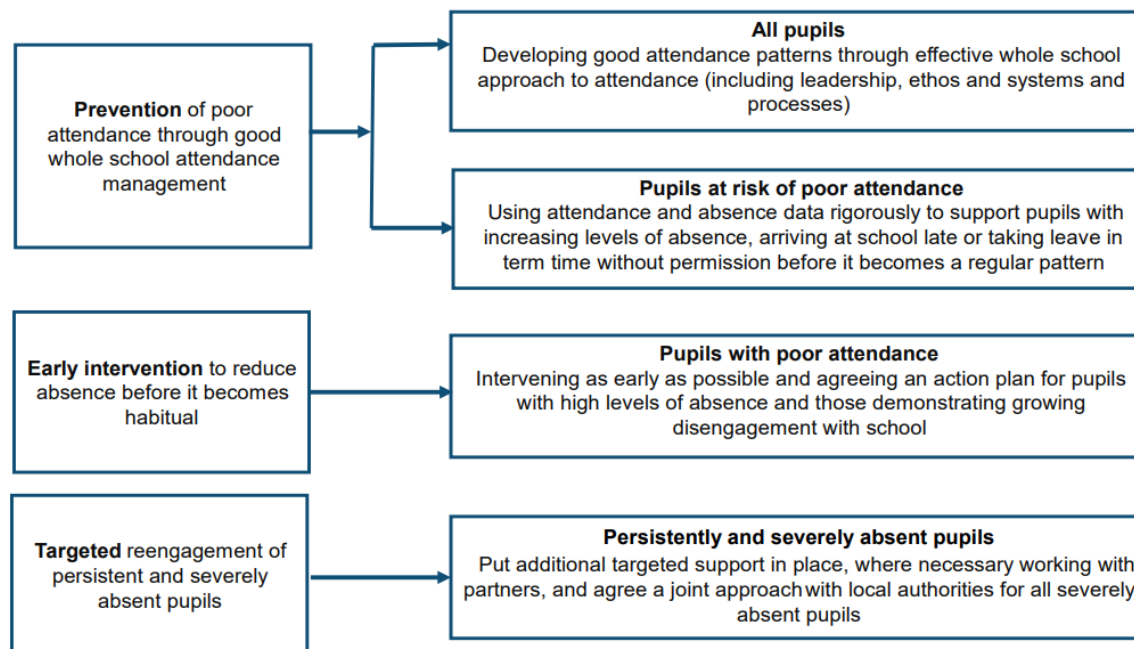 Prevention of poor
attendance through good
whole school attendance
management
All pupils
Developing good attendance patterns through effective whole school
approach to attendance (including leadership, ethos and systems and
processes)
Pupils at risk of poor attendance
Using attendance and absence data rigorously to support pupils with
increasing levels of absence, arriving at school late or taking leave in
term time without permission before it becomes a regular pattern
Early intervention to reduce
absence before it becomes
habitual
Pupils with poor attendance
Intervening as early as possible and agreeing an action plan for pupils
with high levels of absence and those demonstrating growing
disengagement with school
Targeted reengagement of
persistent and severely
absent pupils
Persistently and severely absent pupils
Put additional targeted support in place, where necessary working with
partners, and agree a joint approach with local authorities for all severely
absent pupils